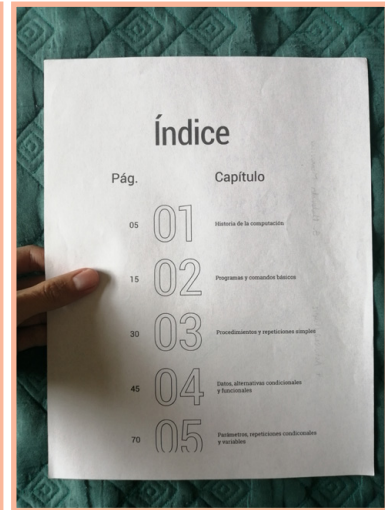 Índice
Pág. Capítulo
05 01 Historia de la computación
15 02 Programas y comandos básicos
30 03 Procedimientos y repeticiones simples
45 04 Datos, alternativas condicionales
y funcionales
70 05 Parámetros, repeticiones condiconales
y variables